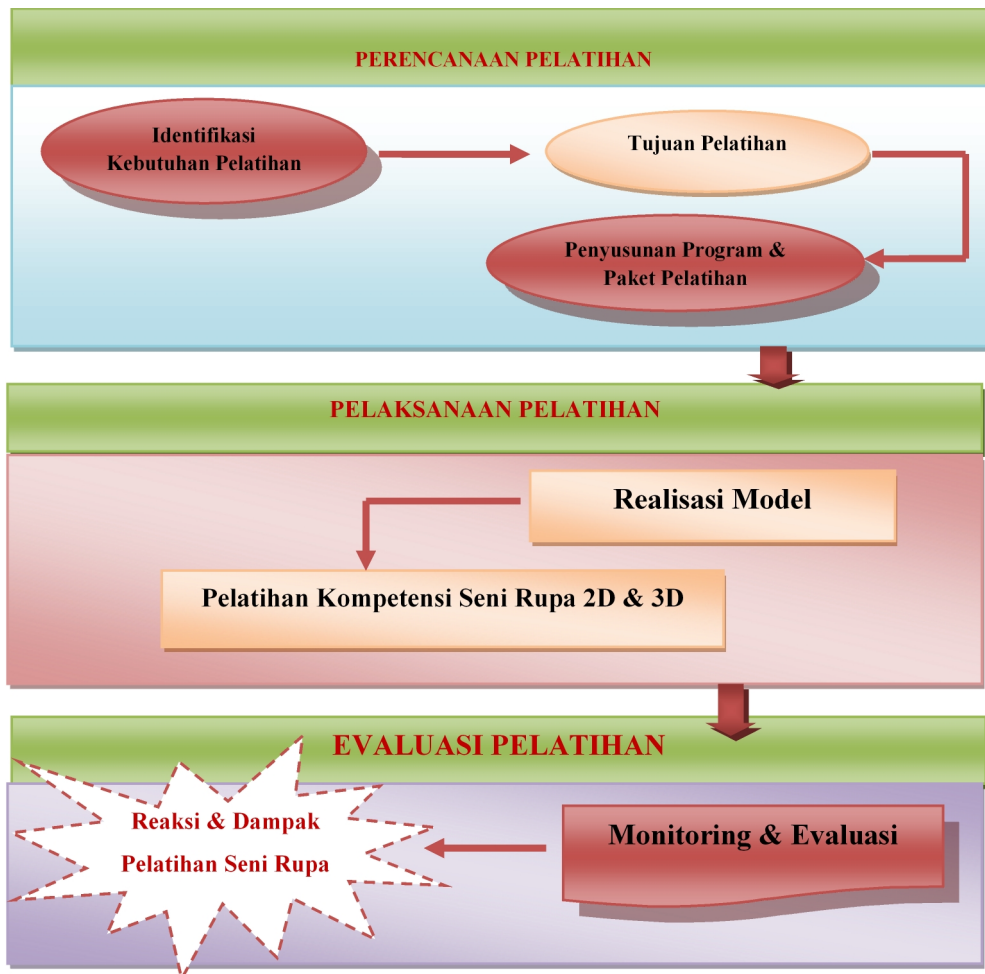 PERENCANAAN PELATIHAN
Identifikasi
Kebutuhan Pelatihan
Tujuan Pelatihan
Penyusunan Program &
Paket Pelatihan
PELAKSANAAN PELATIHAN
Realisasi Model
Pelatihan Kompetensi Seni Rupa 2D & 3D
EVALUASI PELATIHAN
Reaksi & Dampak
Pelatihan Seni Rupa
Monitoring & Evaluasi